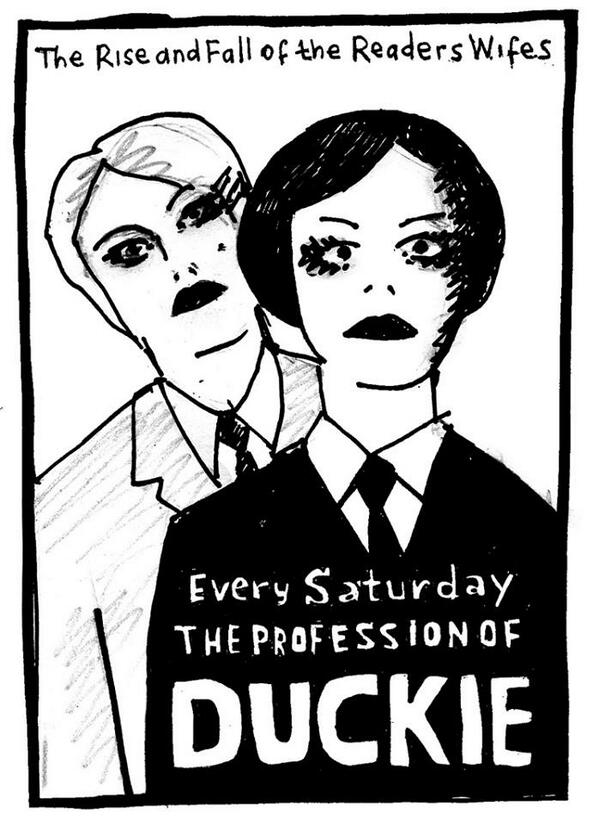 The Rise and Fall of the Readers Wifes
Every Saturday
THE PROFESSION OF
DUCKIE